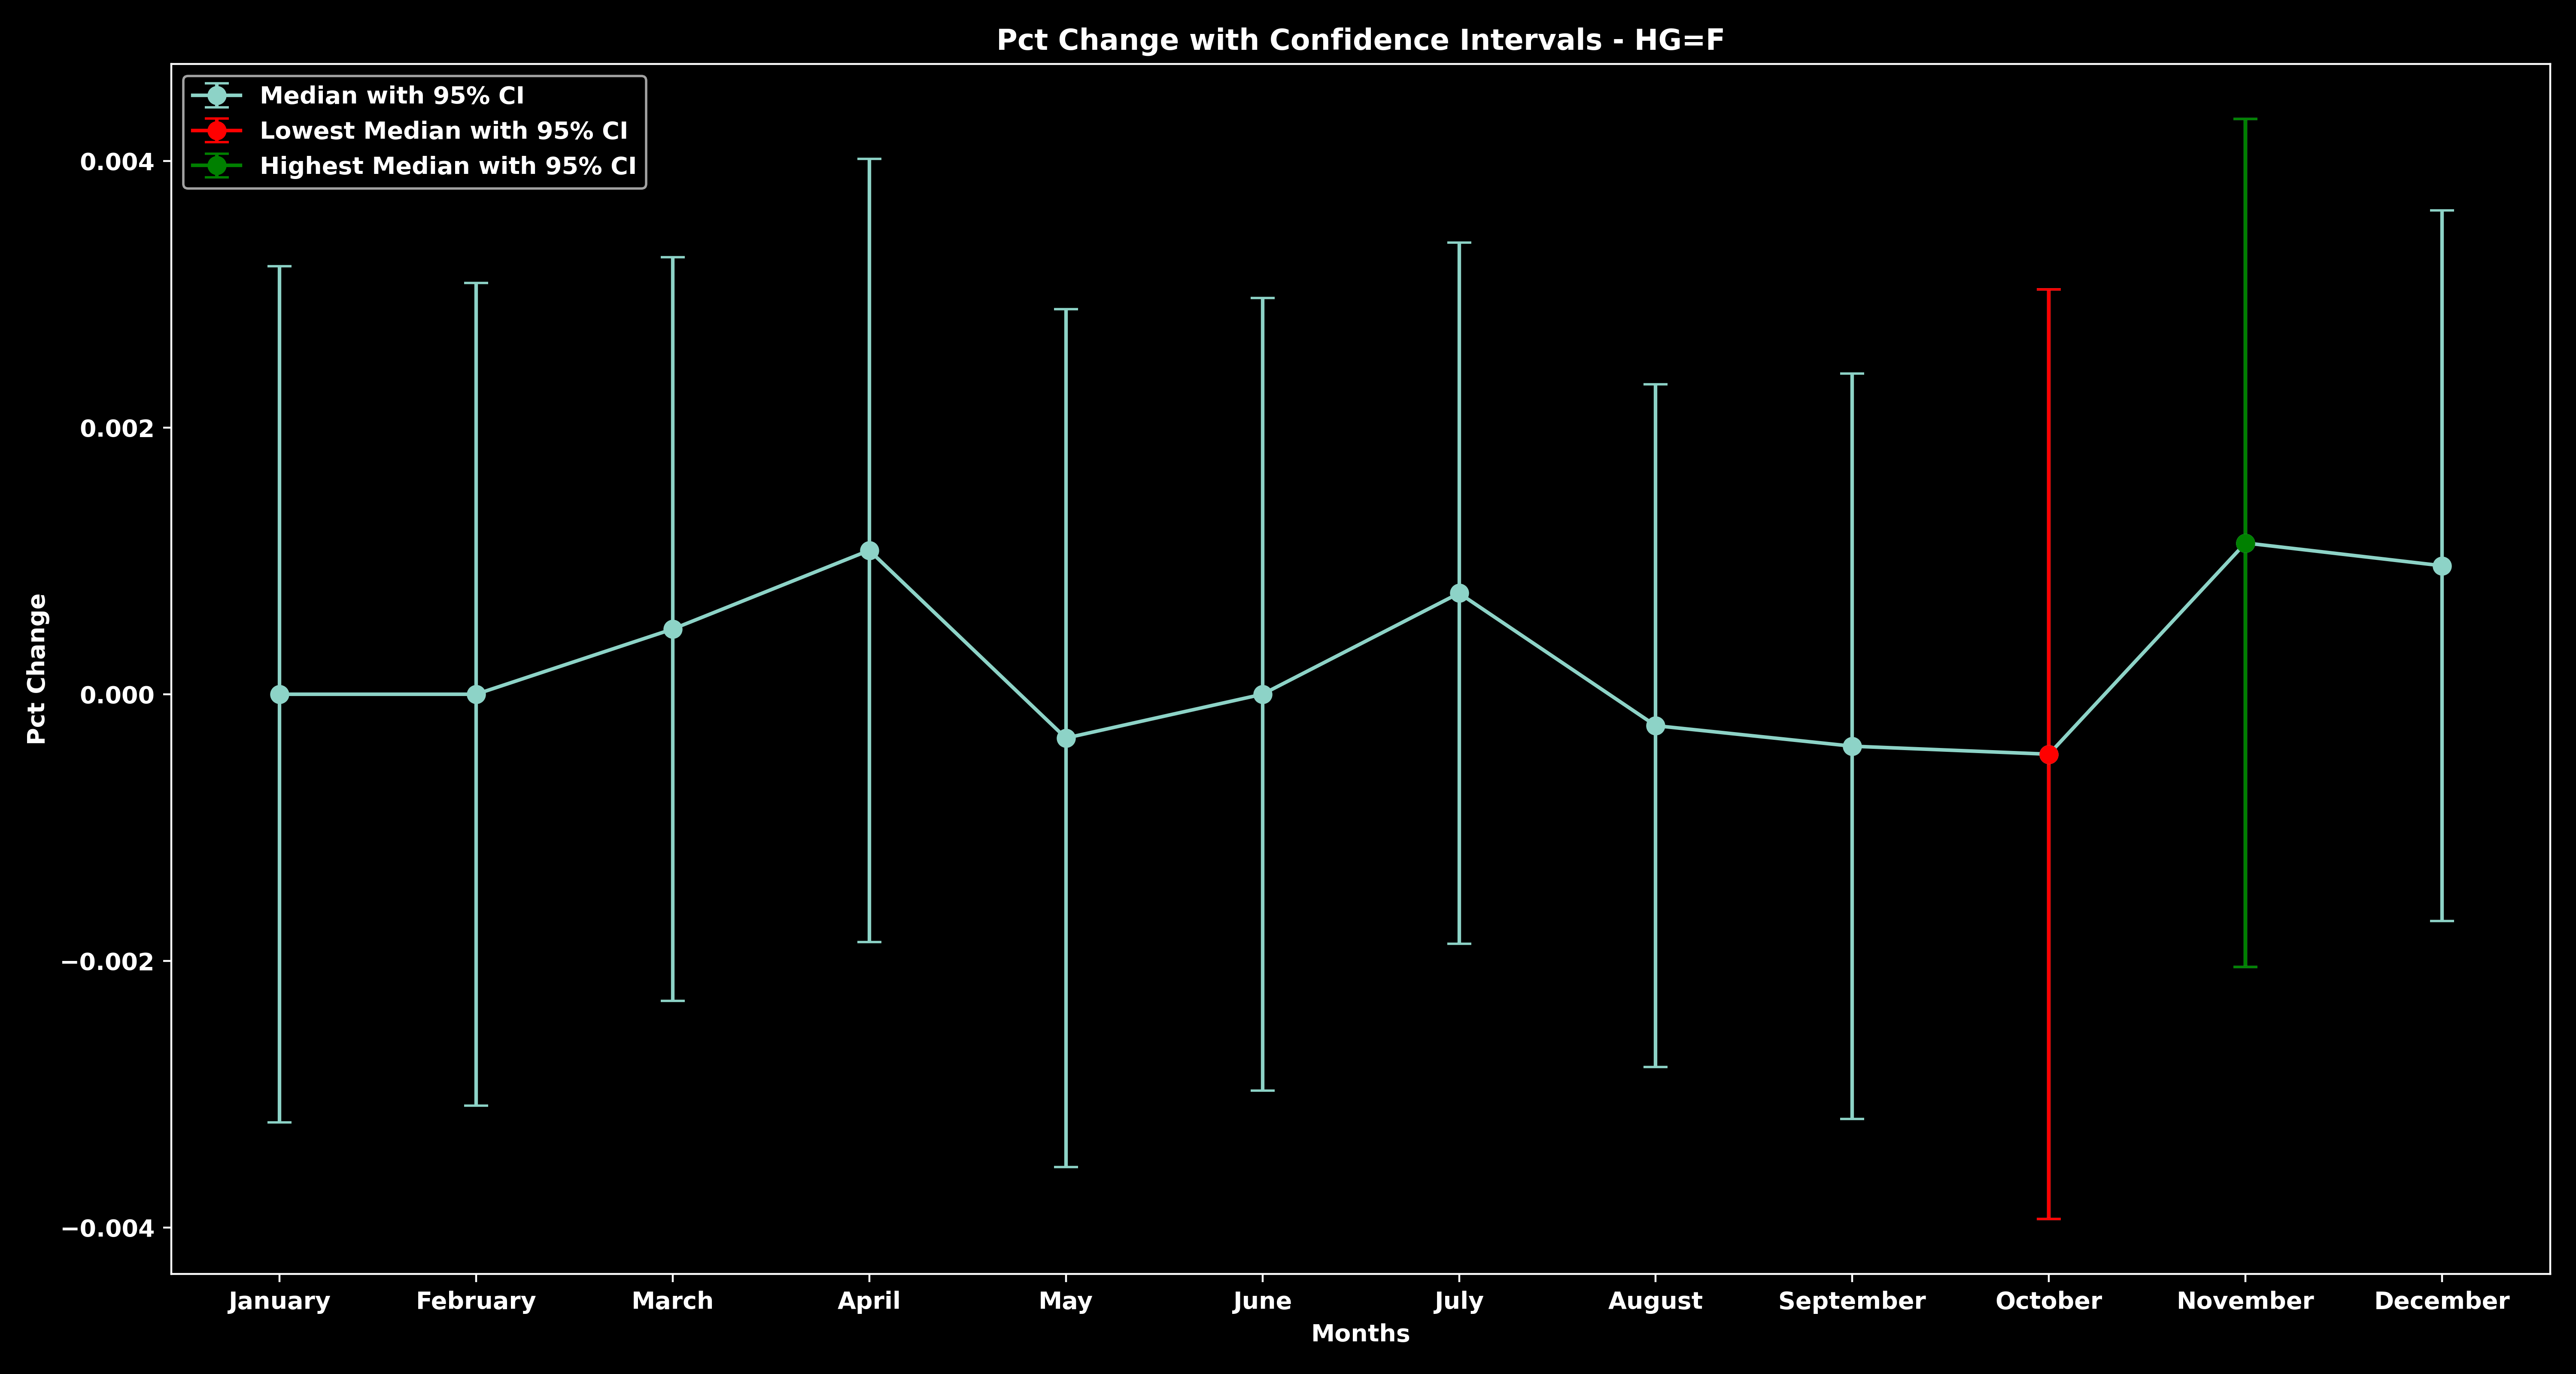 Pct Change with Confidence Intervals - HG=F
Median with 95% CI
Lowest Median with 95% CI
Highest Median with 95% CI
0.004
0.002
0.000
−0.002
−0.004
Pct Change
January February March April May June July August September October November December
Months